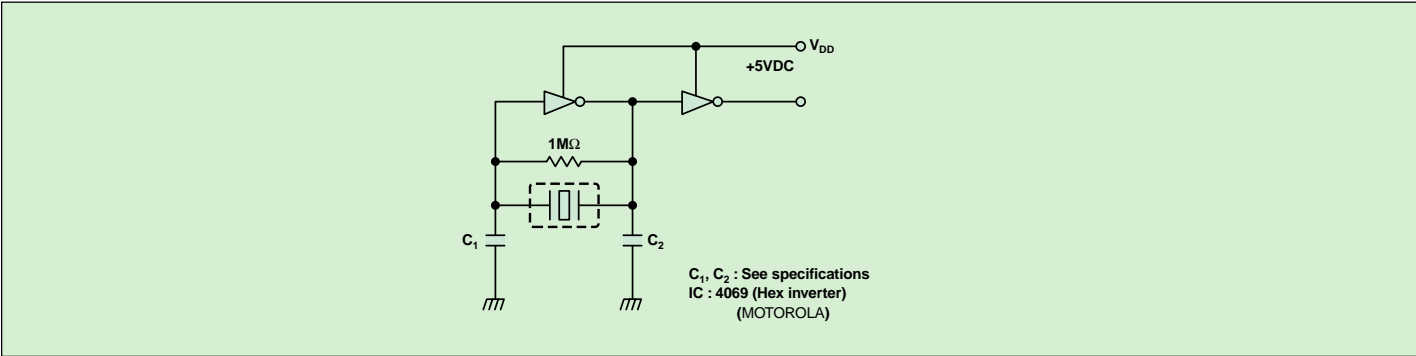 V_DD
+5VDC
1MΩ
C₁
C₂
C₁, C₂ : See specifications
IC : 4069 (Hex inverter)
(MOTOROLA)